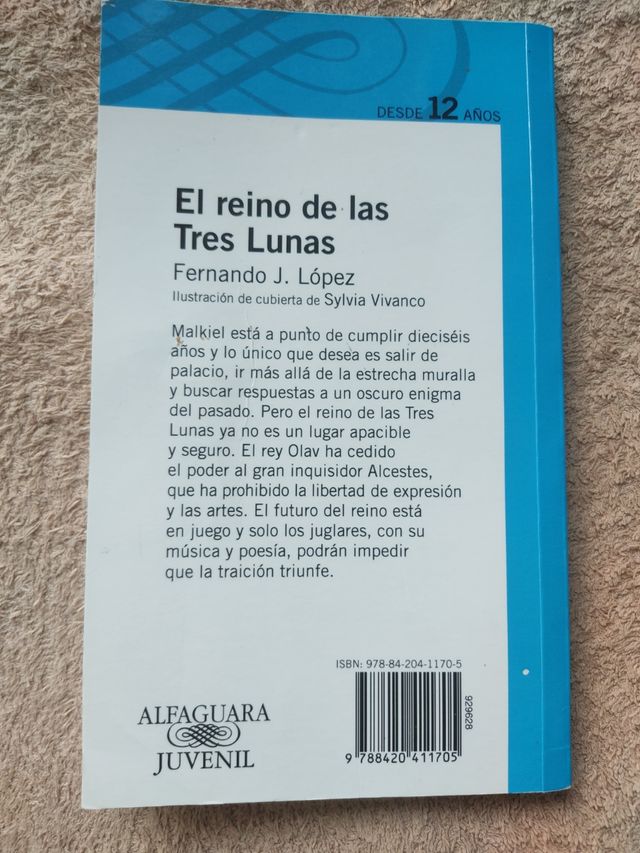 DESDE 12 AÑOS
El reino de las
Tres Lunas
Fernando J. López
Ilustración de cubierta de Sylvia Vivanco
Malkiel está a punto de cumplir dieciséis
años y lo único que desea es salir de
palacio, ir más allá de la estrecha muralla
y buscar respuestas a un oscuro enigma
del pasado. Pero el reino de las Tres
Lunas ya no es un lugar apacible
y seguro. El rey Olav ha cedido
el poder al gran inquisidor Alcestes,
que ha prohibido la libertad de expresión
y las artes. El futuro del reino está
en juego y solo los juglares, con su
música y poesía, podrán impedir
que la traición triunfe.
ISBN: 978-84-204-1170-5
929628
9 788420 411705
ALFAGUARA
JUVENIL